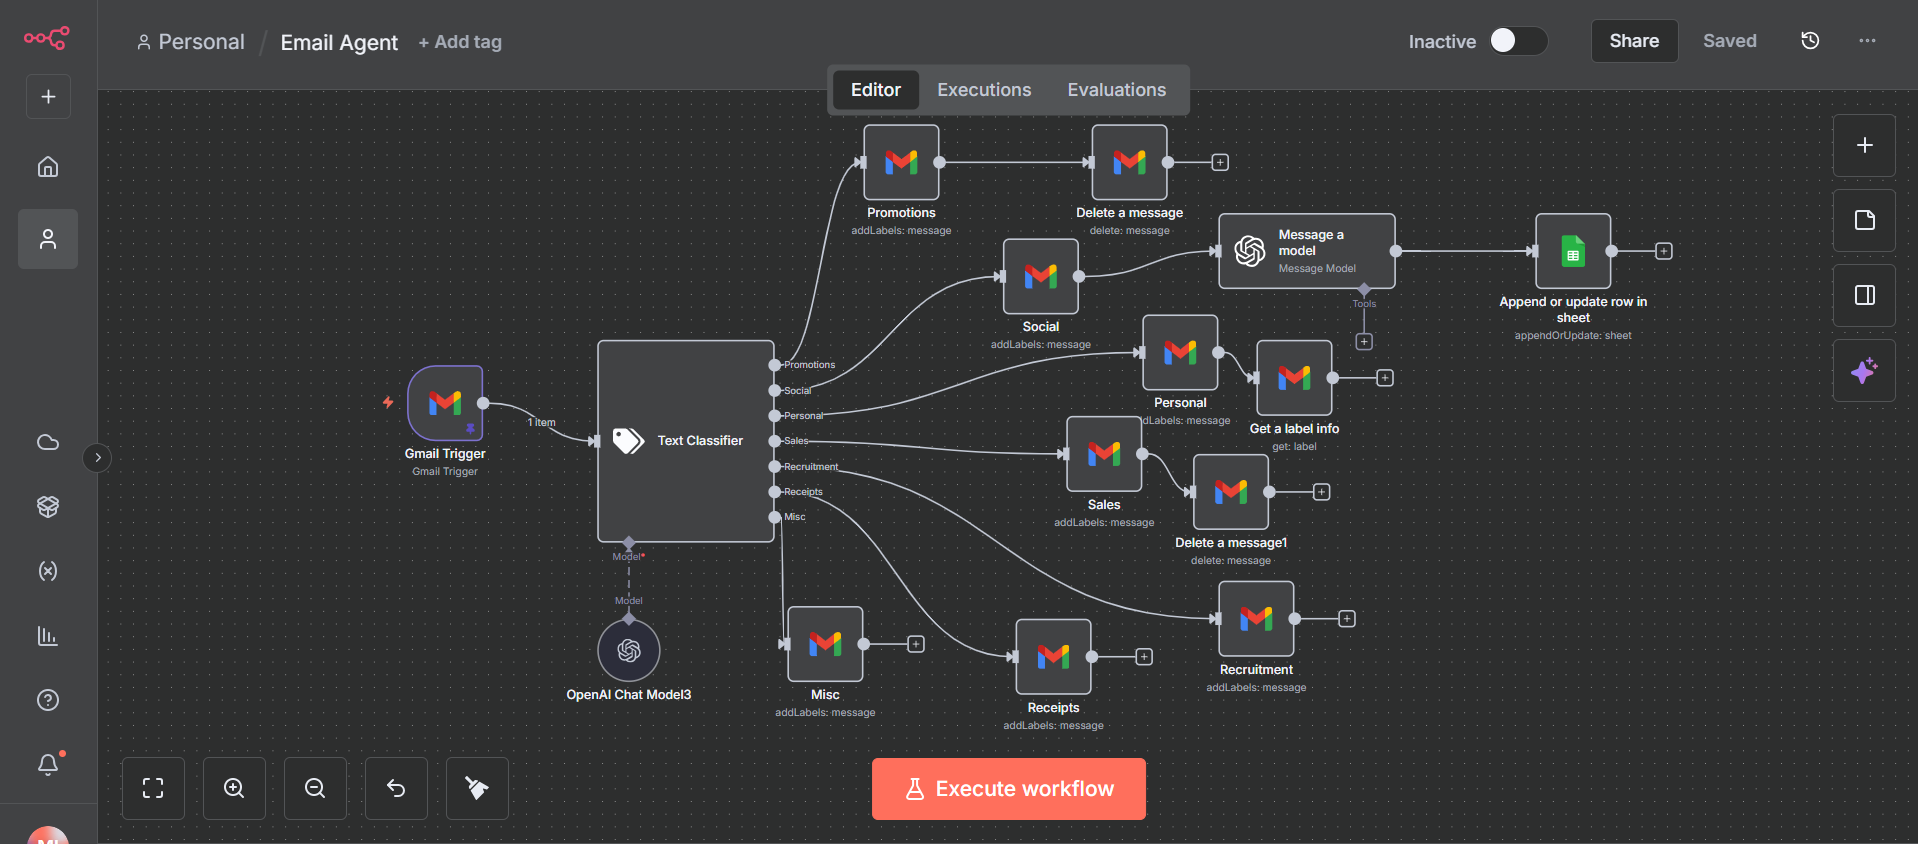 Personal / Email Agent + Add tag
Inactive
Share
Saved
Editor
Executions
Evaluations
Promotions
addLabels: message
Delete a message
delete: message
Social
addLabels: message
Message a
model
Message Model
Tools
Append or update row in
sheet
appendOrUpdate: sheet
Personal
dLabels: message
Get a label info
get: label
Gmail Trigger
Gmail Trigger
1 item
Text Classifier
Promotions
Social
Personal
Sales
Recruitment
Receipts
Misc
Model*
Model
OpenAI Chat Model3
Sales
addLabels: message
Delete a message1
delete: message
Recruitment
addLabels: message
Misc
addLabels: message
Receipts
addLabels: message
Execute workflow